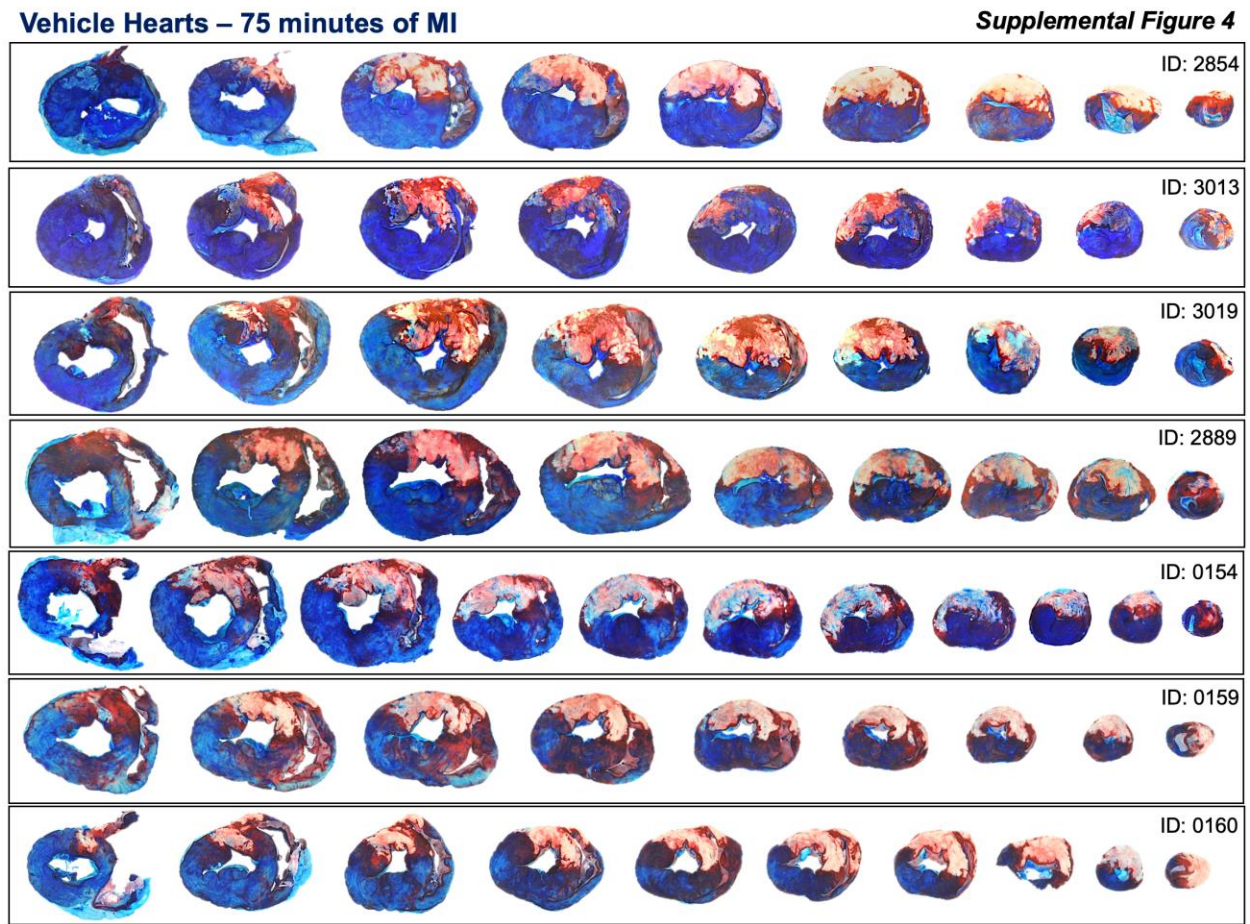 Vehicle Hearts – 75 minutes of MI
Supplemental Figure 4
ID: 2854
ID: 3013
ID: 3019
ID: 2889
ID: 0154
ID: 0159
ID: 0160